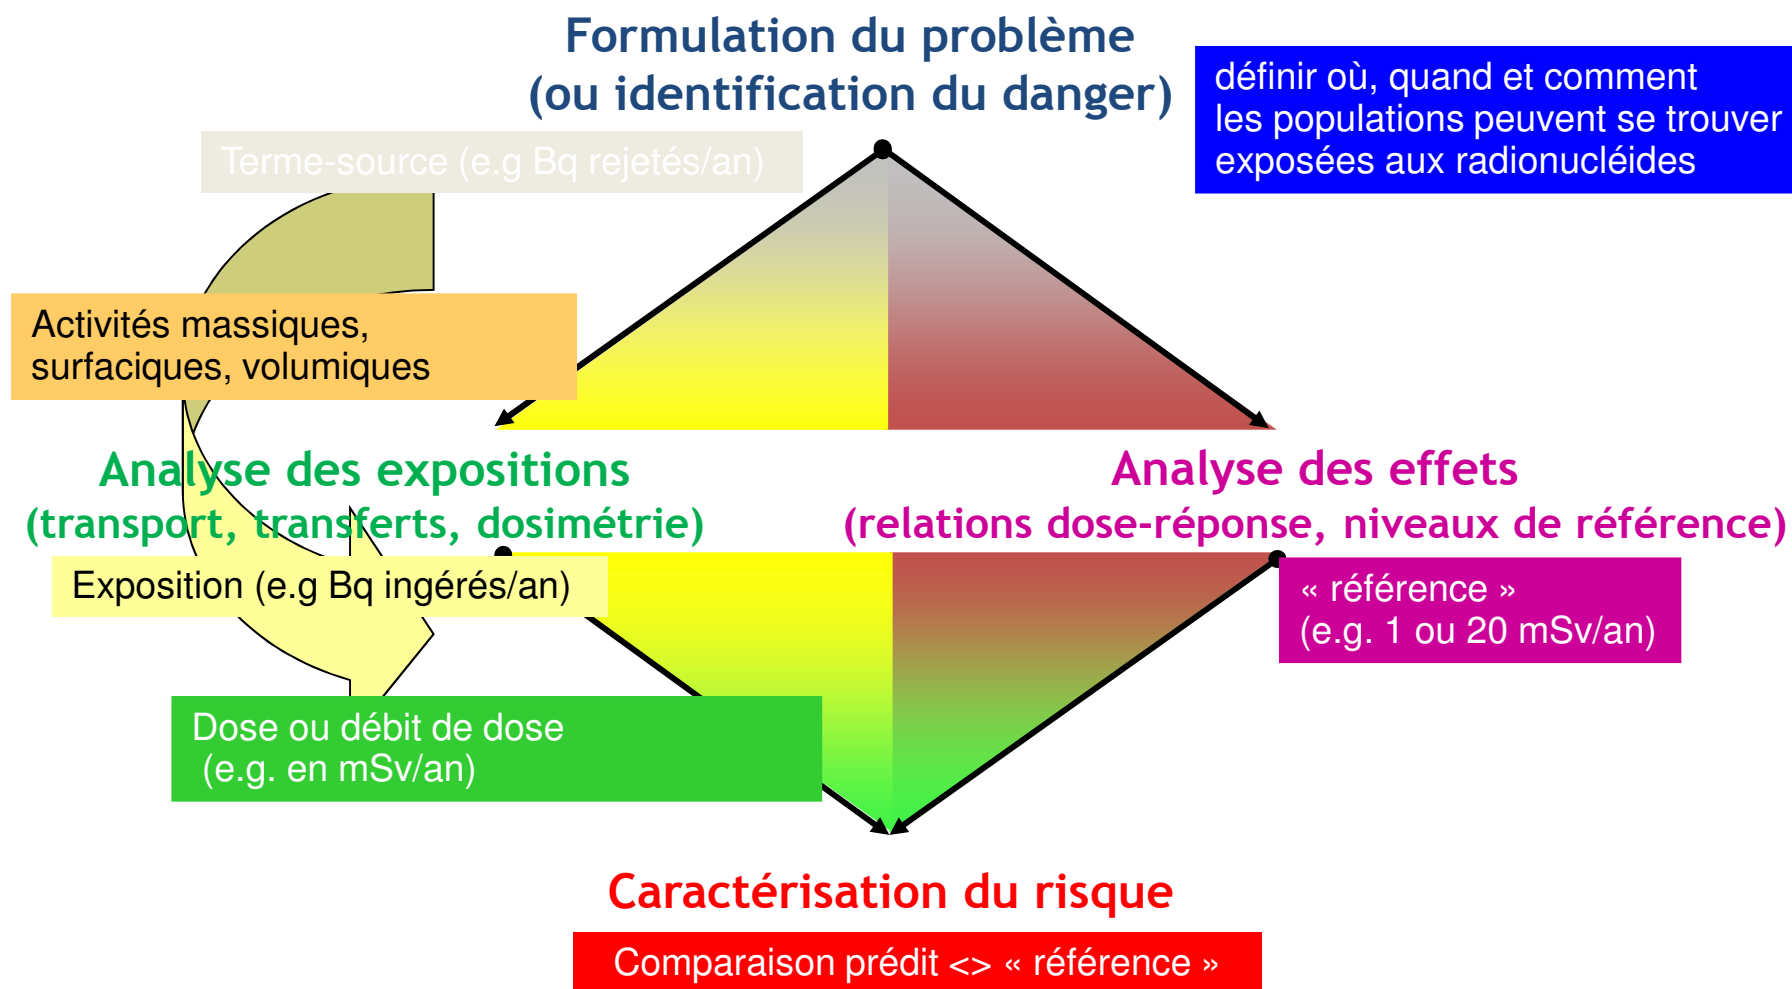 Formulation du problème
(ou identification du danger)
définir où, quand et comment
les populations peuvent se trouver
exposées aux radionucléides
Terme-source (e.g Bq rejetés/an)
Activités massiques,
surfaciques, volumiques
Analyse des expositions
(transport, transferts, dosimétrie)
Analyse des effets
(relations dose-réponse, niveaux de référence)
Exposition (e.g Bq ingérés/an)
« référence »
(e.g. 1 ou 20 mSv/an)
Dose ou débit de dose
(e.g. en mSv/an)
Caractérisation du risque
Comparaison prédit <> « référence »